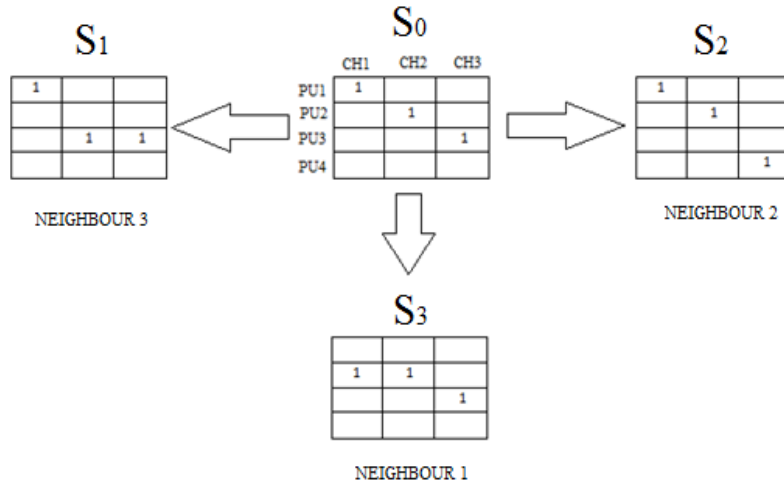 S1
S0
S2
CH1 CH2 CH3
PU1 1
PU2 1
PU3 1
PU4
1
1 1
1
1
1
NEIGHBOUR 3
NEIGHBOUR 2
S3
1 1
1
NEIGHBOUR 1